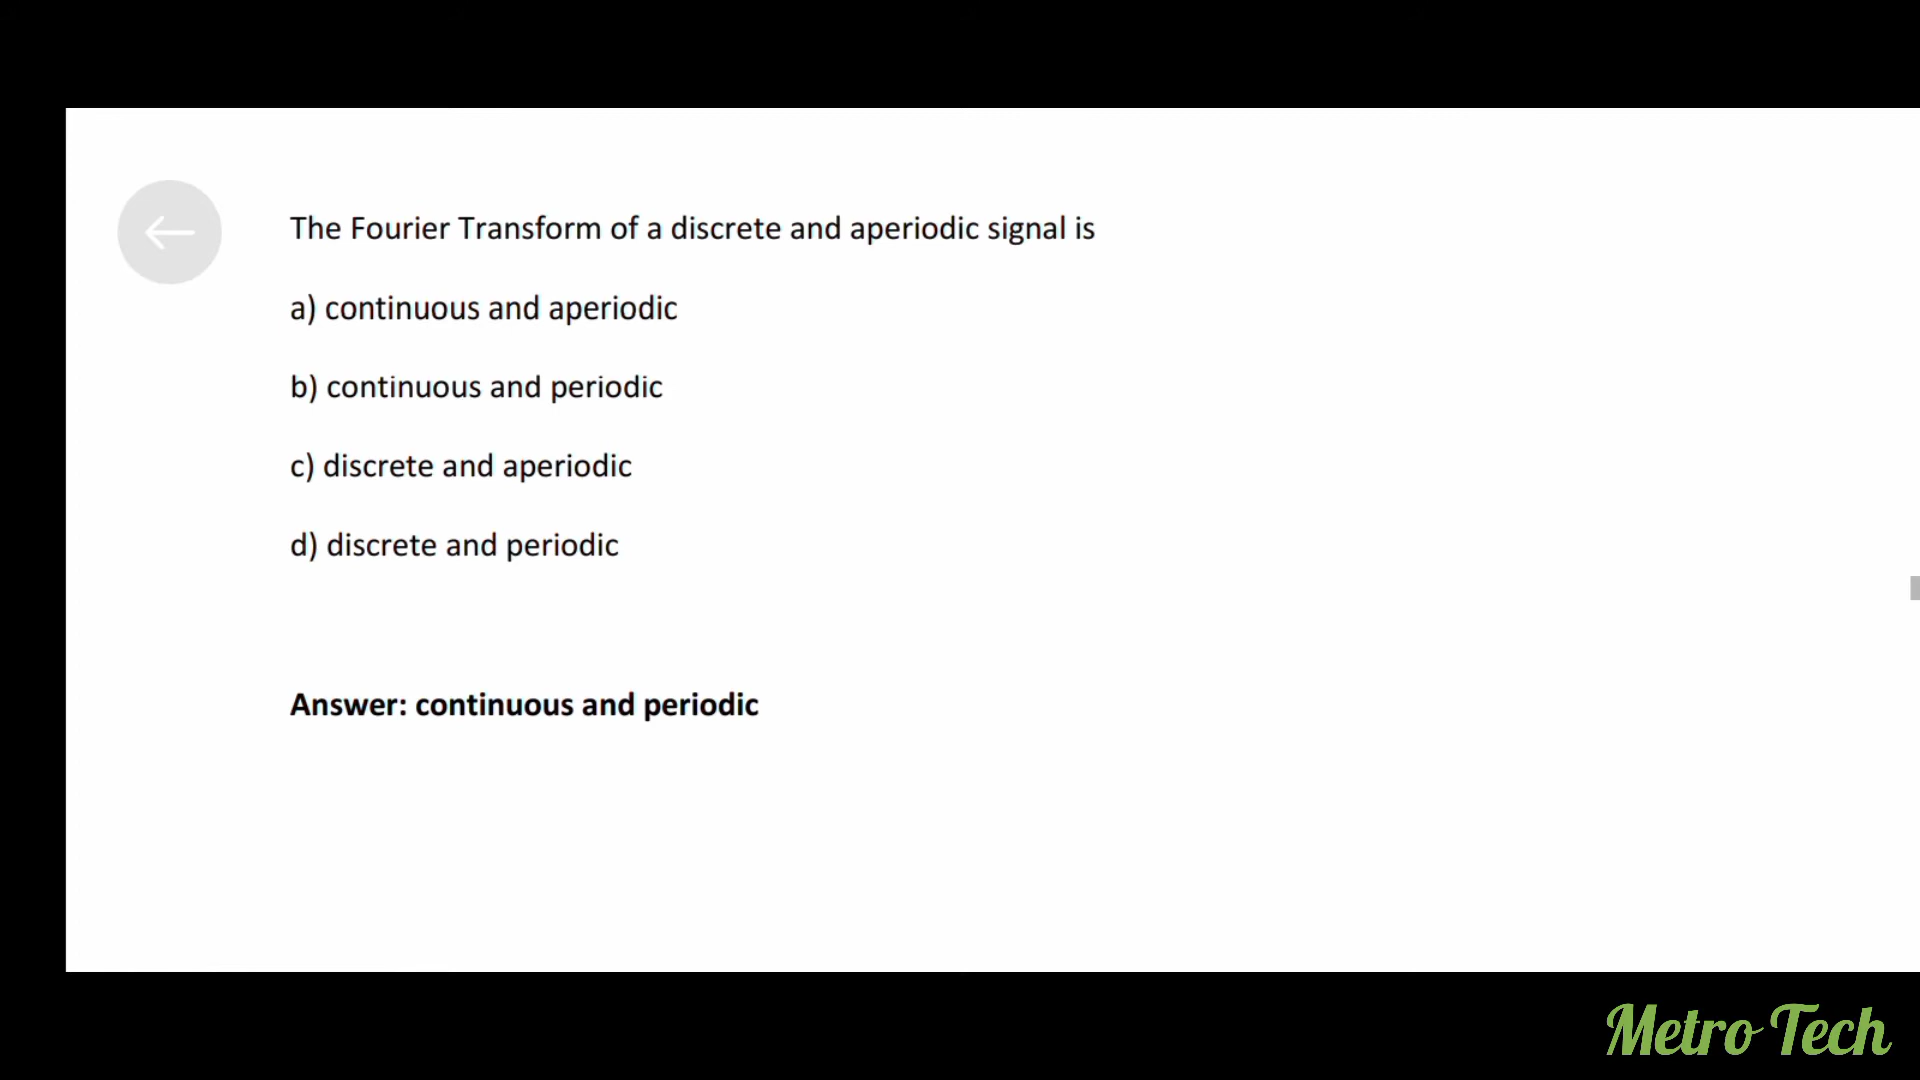 The Fourier Transform of a discrete and aperiodic signal is
a) continuous and aperiodic
b) continuous and periodic
c) discrete and aperiodic
d) discrete and periodic
Answer: continuous and periodic
Metro Tech